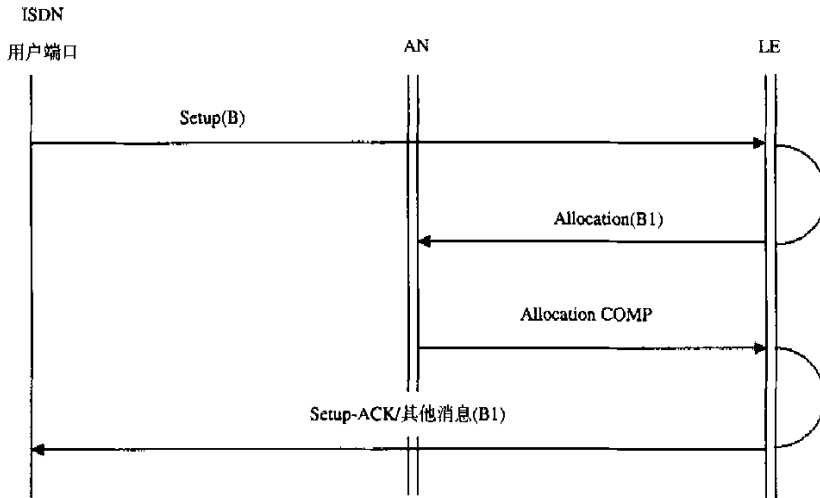 ISDN
用户端口
AN
LE
Setup(B)
Allocation(B1)
Allocation COMP
Setup-ACK/其他消息(B1)